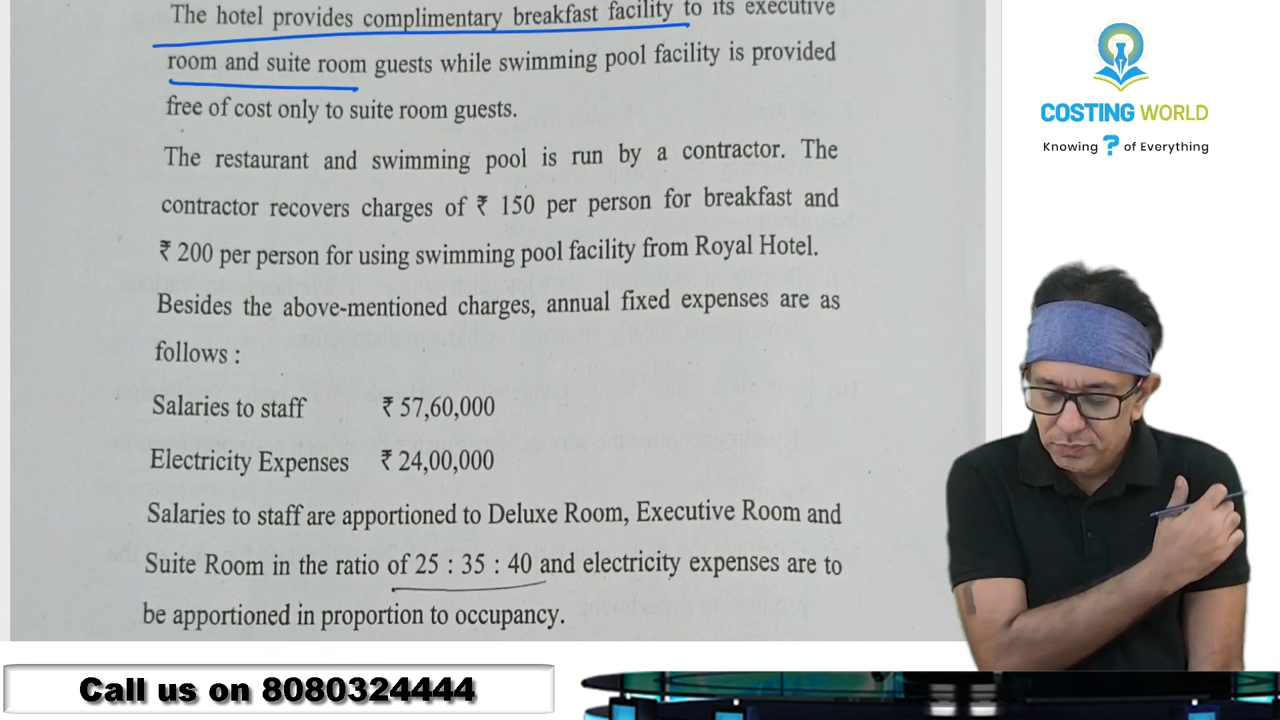 The hotel provides complimentary breakfast facility to its executive
room and suite room guests while swimming pool facility is provided
free of cost only to suite room guests.
The restaurant and swimming pool is run by a contractor. The
contractor recovers charges of ₹ 150 per person for breakfast and
₹ 200 per person for using swimming pool facility from Royal Hotel.
Besides the above-mentioned charges, annual fixed expenses are as
follows :
Salaries to staff ₹ 57,60,000
Electricity Expenses ₹ 24,00,000
Salaries to staff are apportioned to Deluxe Room, Executive Room and
Suite Room in the ratio of 25 : 35 : 40 and electricity expenses are to
be apportioned in proportion to occupancy.
COSTING WORLD
Knowing ? of Everything
Call us on 8080324444